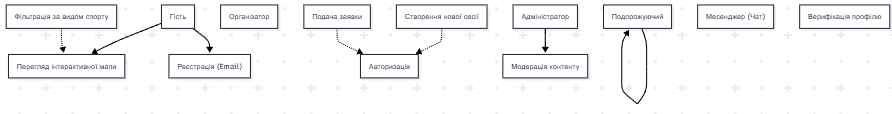 Фільтрація за видом спорту
Гість
Організатор
Подача заявки
Створення нової сесії
Адміністратор
Подорожуючий
Месенджер (Чат)
Верифікація профілю
Перегляд інтерактивної мапи
Реєстрація (Email)
Авторизація
Модерація контенту